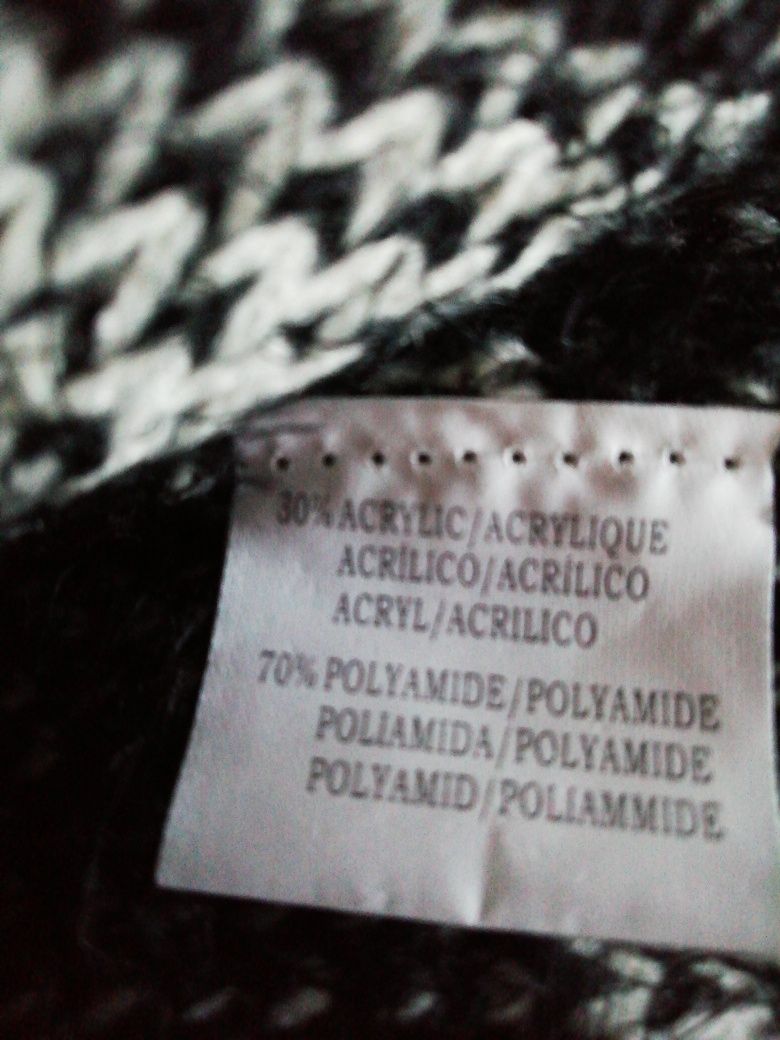 30% ACRYLIC/ACRYLIQUE
ACRÍLICO/ACRÍLICO
ACRYL/ACRILICO
70% POLYAMIDE/POLYAMIDE
POLIAMIDA/POLYAMIDE
POLYAMID/POLIAMMIDE